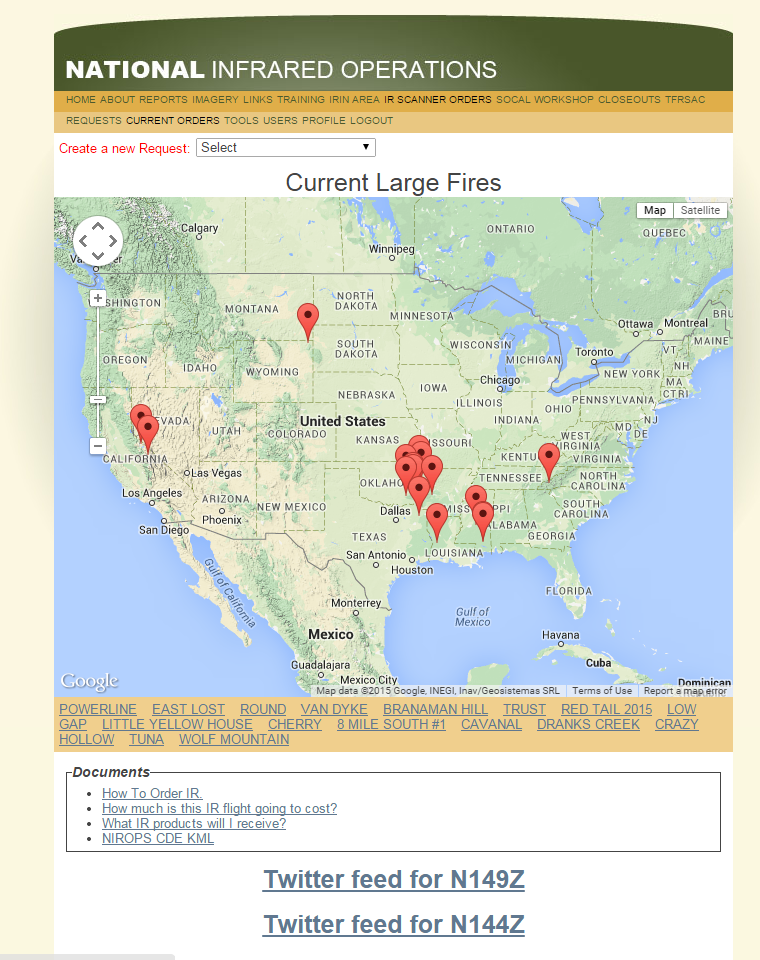 NATIONAL INFRARED OPERATIONS
HOME ABOUT REPORTS IMAGERY LINKS TRAINING IRIN AREA IR SCANNER ORDERS SOCAL WORKSHOP CLOSEOUTS TFRSAC
REQUESTS CURRENT ORDERS TOOLS USERS PROFILE LOGOUT
Create a new Request: Select
Current Large Fires
Map Satellite
Calgary
ONTARIO
QUEBEC
Winnipeg
WASHINGTON
MONTANA
NORTH
DAKOTA
MINNESOTA
Ottawa Montreal
MAINE
OREGON
IDAHO
SOUTH
DAKOTA
WISCONSIN
MICHIGAN
Toronto
VT
NH
WYOMING
NEW YORK
MA
CTRI
NEBRASKA
IOWA
Chicago
ILLINOIS
INDIANA
OHIO
PENNSYLVANIA
NJ
MD
DE
United States
NEVADA
UTAH
COLORADO
KANSAS
MISSOURI
WEST
VIRGINIA
VIRGINIA
CALIFORNIA
Las Vegas
TENNESSEE
NORTH
CAROLINA
Los Angeles
ARIZONA
NEW MEXICO
Phoenix
San Diego
Dallas
SOUTH
CAROLINA
TEXAS
GEORGIA
San Antonio
Houston
LOUISIANA
Gulf of California
FLORIDA
Monterrey
Gulf of
Mexico
Mexico
Havana
Cuba
Guadalajara
Mexico City
Dominican
Google
Map data ©2015 Google, INEGI, Inav/Geosistemas SRL Terms of Use Report a map error
POWERLINE EAST LOST ROUND VAN DYKE BRANAMAN HILL TRUST RED TAIL 2015 LOW
GAP LITTLE YELLOW HOUSE CHERRY 8 MILE SOUTH #1 CAVANAL DRANKS CREEK CRAZY
HOLLOW TUNA WOLF MOUNTAIN
Documents
How To Order IR.
How much is this IR flight going to cost?
What IR products will I receive?
NIROPS CDE KML
Twitter feed for N149Z
Twitter feed for N144Z